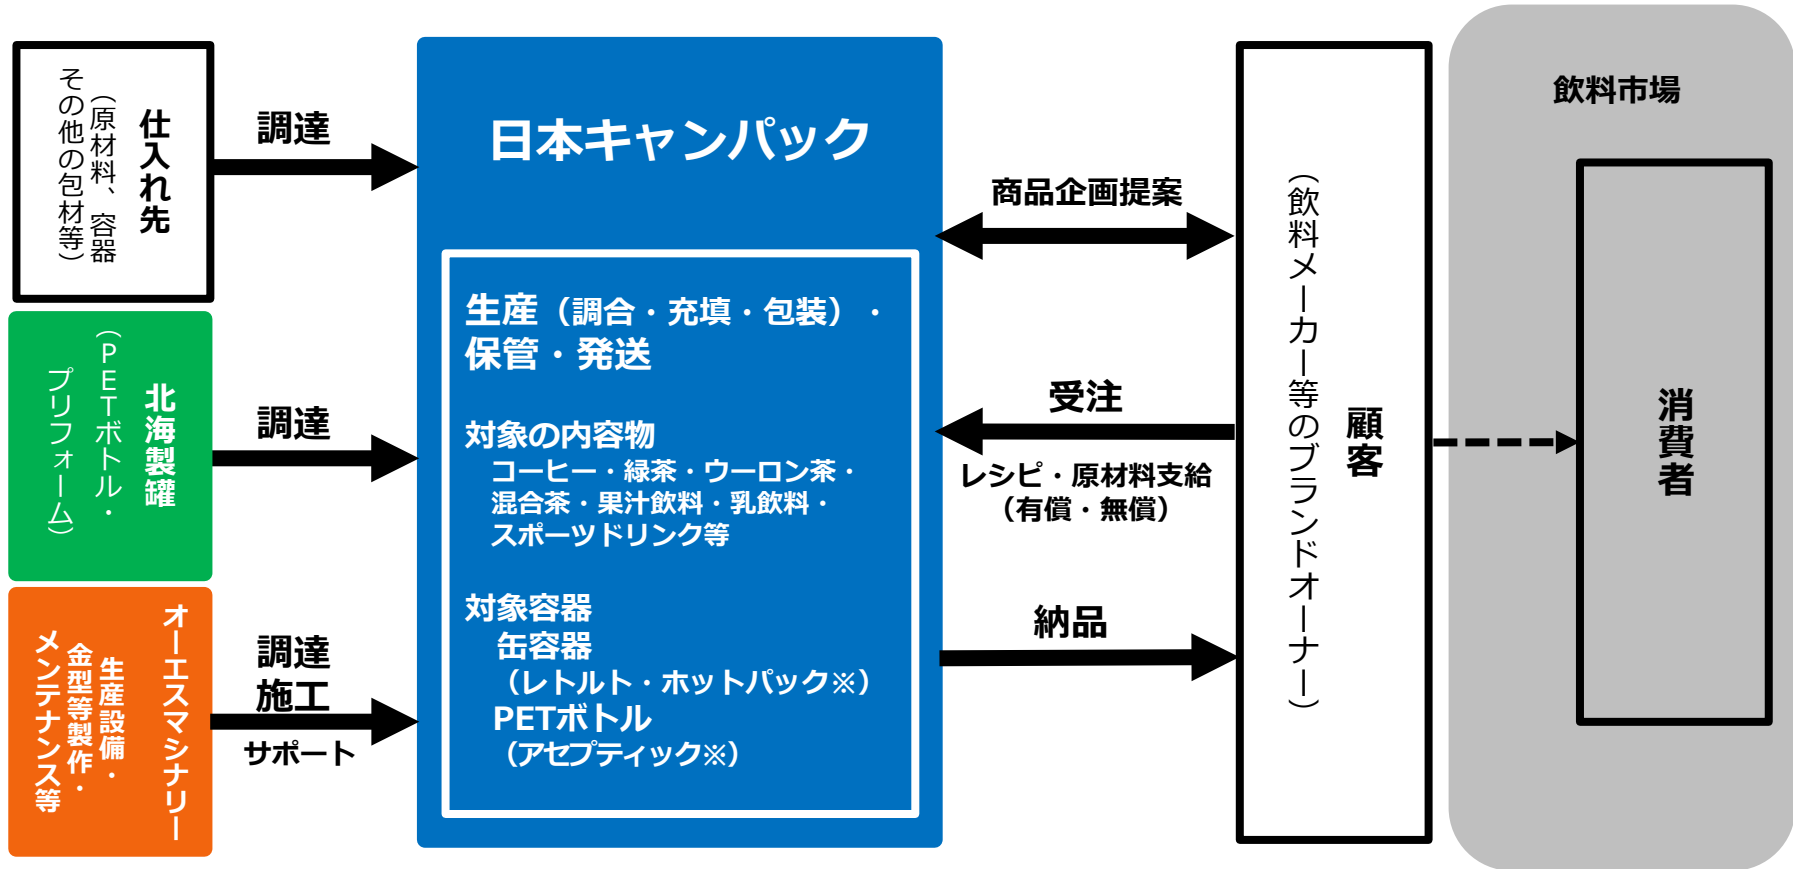 仕入れ先
（原材料、容器
その他の包材等）
調達
北海製罐
（PETボトル・
プリフォーム）
調達
オーエスマシナリー
生産設備・
金型等製作・
メンテナンス等
調達
施工
サポート
日本キャンパック
生産（調合・充填・包装）・
保管・発送
対象の内容物
コーヒー・緑茶・ウーロン茶・
混合茶・果汁飲料・乳飲料・
スポーツドリンク等
対象容器
缶容器
（レトルト・ホットパック※）
PETボトル
（アセプティック※）
商品企画提案
受注
レシピ・原材料支給
（有償・無償）
納品
顧客
（飲料メーカー等のブランドオーナー）
飲料市場
消費者